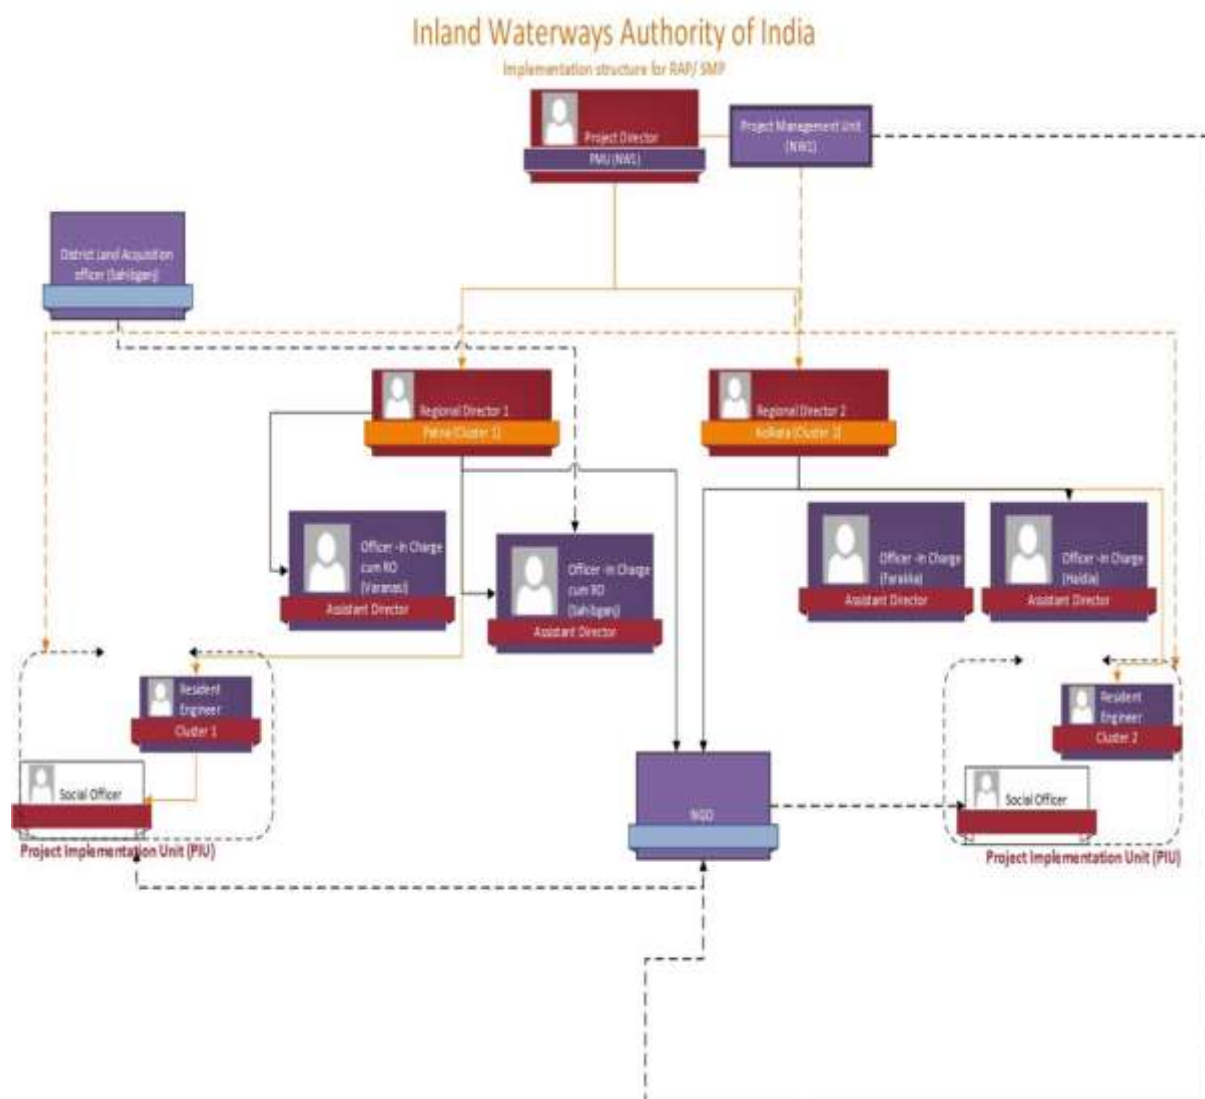 Inland Waterways Authority of India
Implementation structure for RAP/ SMP
Project Director
PMU (NW1)
Project Management Unit
(NW1)
District Land Acquisition
officer (Sahibganj)
Regional Director 1
Patna (Cluster 1)
Regional Director 2
Kolkata (Cluster
Officer -In Charge
cum RO
(Varanasi)
Assistant Director
Officer -In Charge
cum RO
(Sahibganj)
Assistant Director
Officer -In Charge
(Farakka)
Assistant Director
Officer -In Charge
(Haldia)
Assistant Director
Resident
Engineer
Cluster 1
Social Officer
Project Implementation Unit (PIU)
NGO
Resident
Engineer
Cluster 2
Social Officer
Project Implementation Unit (PIU)